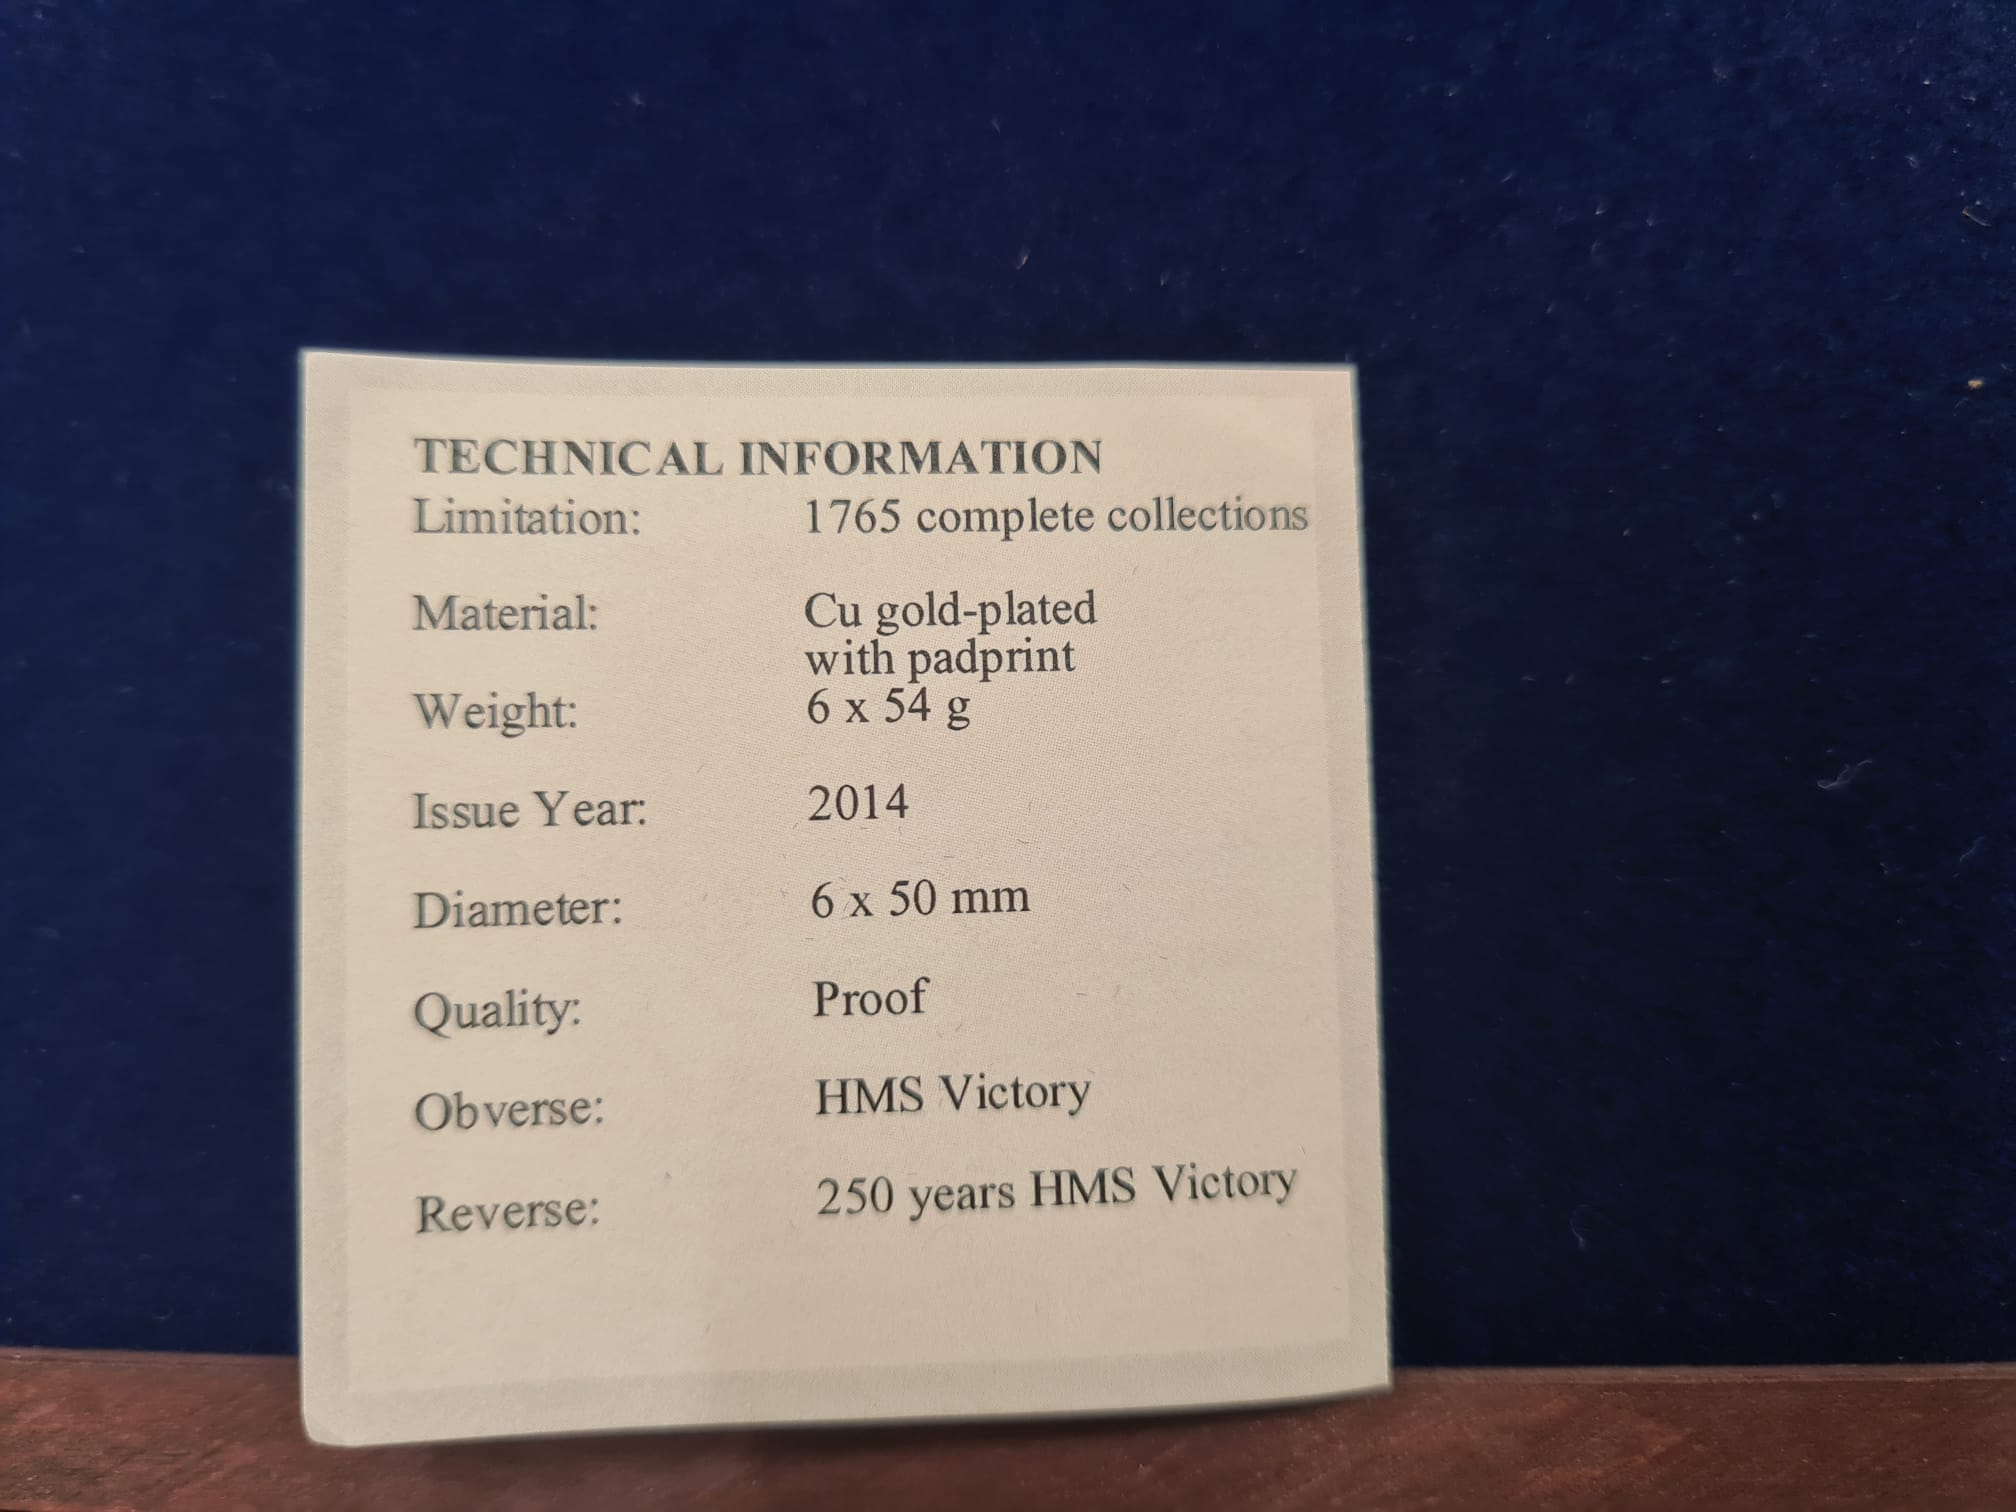 TECHNICAL INFORMATION
Limitation: 1765 complete collections
Material: Cu gold-plated
with padprint
Weight: 6 x 54 g
Issue Year: 2014
Diameter: 6 x 50 mm
Quality: Proof
Obverse: HMS Victory
Reverse: 250 years HMS Victory